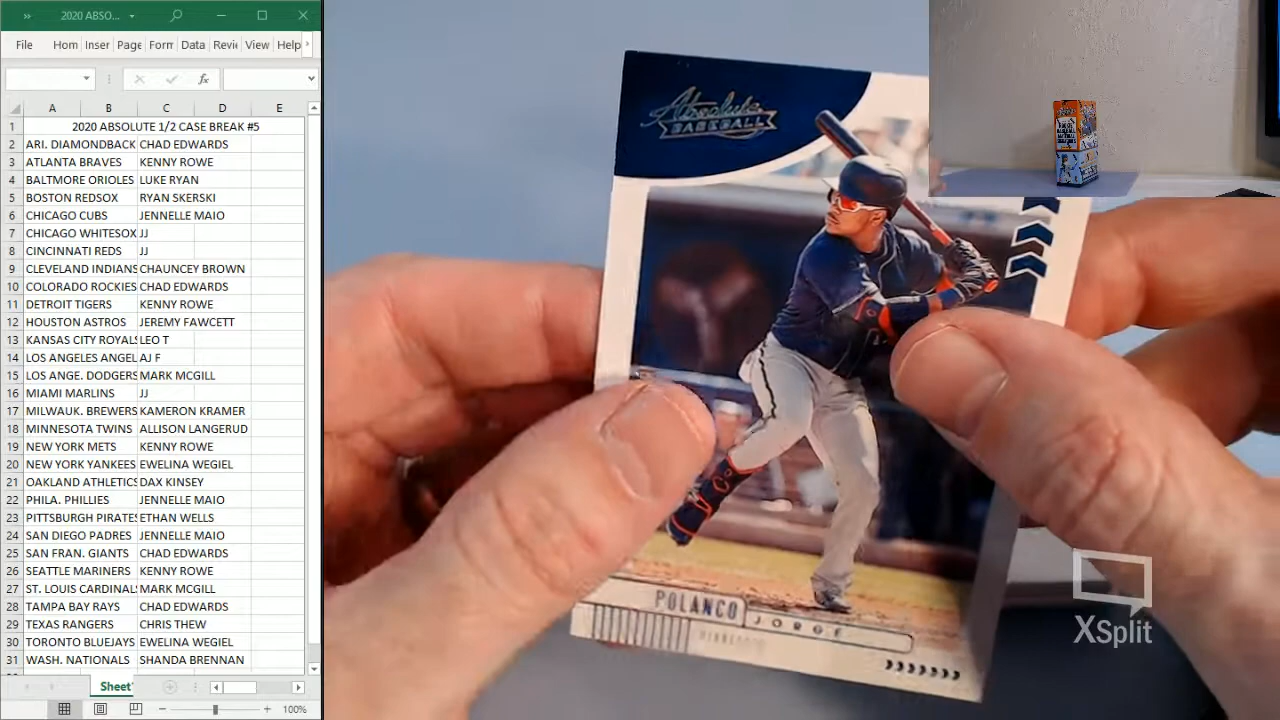 2020 ABSO...
File Hom Inser Page Form Data Revie View Help
fx
A B C D E
1 2020 ABSOLUTE 1/2 CASE BREAK #5
2 ARI. DIAMONDBACK CHAD EDWARDS
3 ATLANTA BRAVES KENNY ROWE
4 BALTMORE ORIOLES LUKE RYAN
5 BOSTON REDSOX RYAN SKERSKI
6 CHICAGO CUBS JENNELLE MAIO
7 CHICAGO WHITESOX JJ
8 CINCINNATI REDS JJ
9 CLEVELAND INDIANS CHAUNCEY BROWN
10 COLORADO ROCKIES CHAD EDWARDS
11 DETROIT TIGERS KENNY ROWE
12 HOUSTON ASTROS JEREMY FAWCETT
13 KANSAS CITY ROYALS LEO T
14 LOS ANGELES ANGEL AJ F
15 LOS ANGE. DODGERS MARK MCGILL
16 MIAMI MARLINS JJ
17 MILWAUK. BREWERS KAMERON KRAMER
18 MINNESOTA TWINS ALLISON LANGERUD
19 NEW YORK METS KENNY ROWE
20 NEW YORK YANKEES EWELINA WEGIEL
21 OAKLAND ATHLETICS DAX KINSEY
22 PHILA. PHILLIES JENNELLE MAIO
23 PITTSBURGH PIRATES ETHAN WELLS
24 SAN DIEGO PADRES JENNELLE MAIO
25 SAN FRAN. GIANTS CHAD EDWARDS
26 SEATTLE MARINERS KENNY ROWE
27 ST. LOUIS CARDINAL MARK MCGILL
28 TAMPA BAY RAYS CHAD EDWARDS
29 TEXAS RANGERS CHRIS THEW
30 TORONTO BLUEJAYS EWELINA WEGIEL
31 WASH. NATIONALS SHANDA BRENNAN
Sheet
100%
Absolute
BASEBALL
POLANCO JORGE
MINNESOTA
XSplit